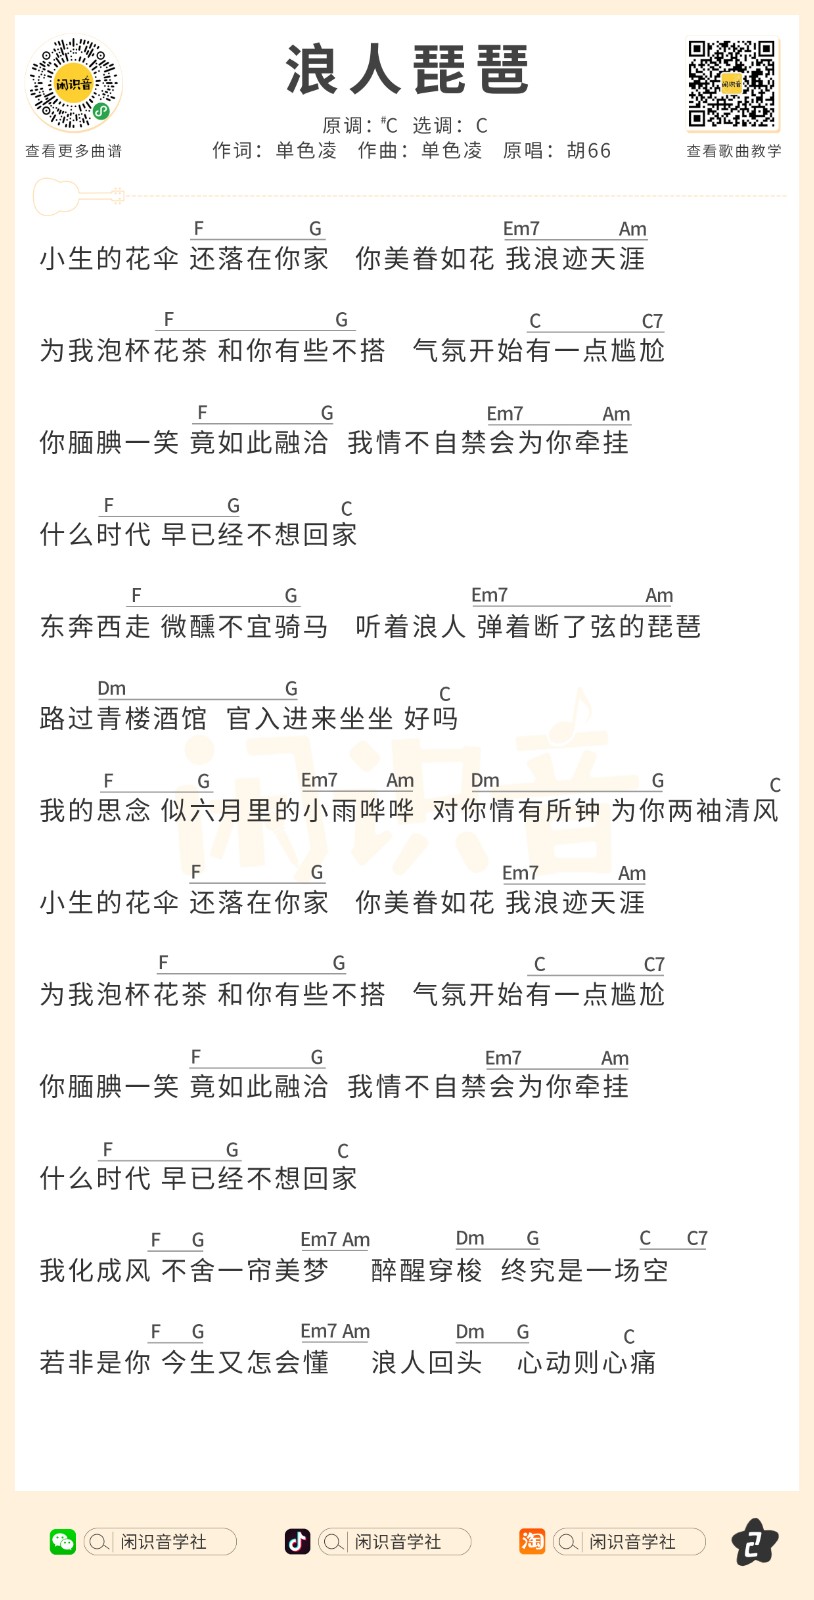 闲识音
闲识音
浪人琵琶
原调：#C 选调：C
作词：单色凌 作曲：单色凌 原唱：胡66
查看更多曲谱
查看歌曲教学
F G Em7 Am
小生的花伞 还落在你家 你美眷如花 我浪迹天涯
F G C C7
为我泡杯花茶 和你有些不搭 气氛开始有一点尴尬
F G Em7 Am
你腼腆一笑 竟如此融洽 我情不自禁会为你牵挂
F G C
什么时代 早已经不想回家
F G Em7 Am
东奔西走 微醺不宜骑马 听着浪人 弹着断了弦的琵琶
Dm G C
路过青楼酒馆 官人进来坐坐 好吗
F G Em7 Am Dm G C
我的思念 似六月里的小雨哗哗 对你情有所钟 为你两袖清风
F G Em7 Am
小生的花伞 还落在你家 你美眷如花 我浪迹天涯
F G C C7
为我泡杯花茶 和你有些不搭 气氛开始有一点尴尬
F G Em7 Am
你腼腆一笑 竟如此融洽 我情不自禁会为你牵挂
F G C
什么时代 早已经不想回家
F G Em7 Am Dm G C C7
我化成风 不舍一帘美梦 醉醒穿梭 终究是一场空
F G Em7 Am Dm G C
若非是你 今生又怎会懂 浪人回头 心动则心痛
闲识音
闲识音学社 闲识音学社 淘 闲识音学社 2